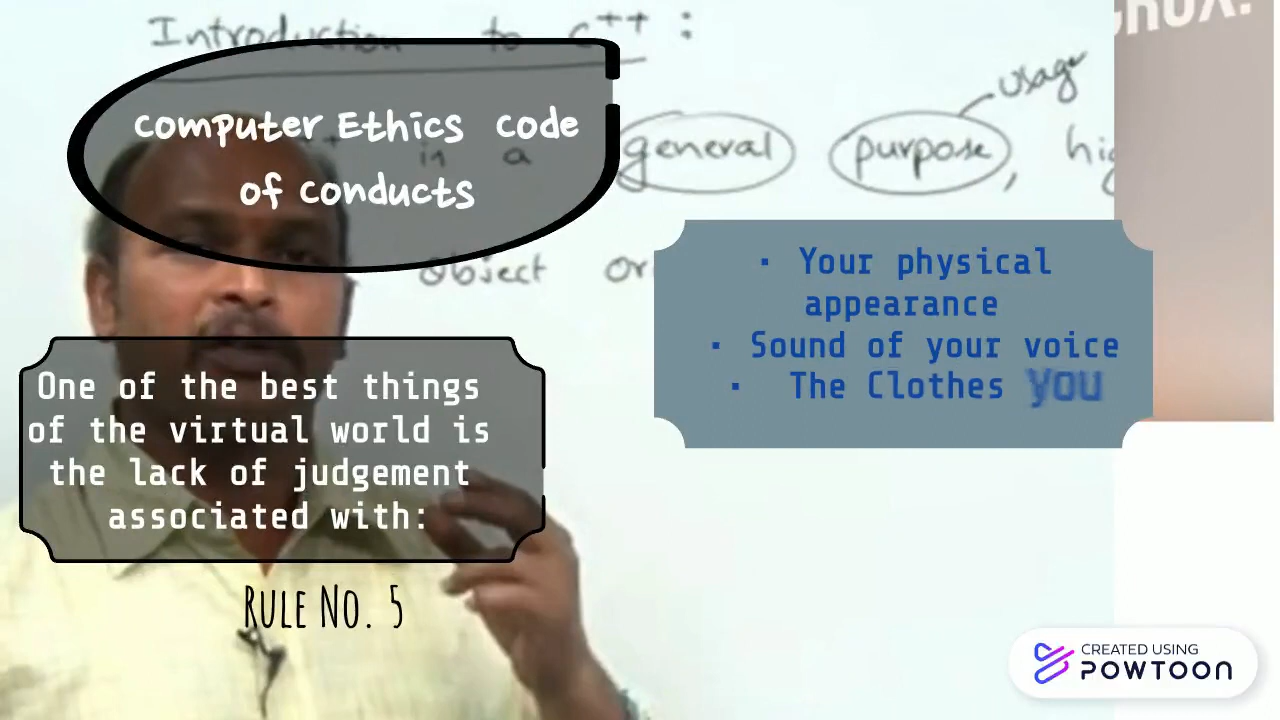 Introduction to C++ :
computer Ethics code
of conducts
in a general purpose,
usage
object
One of the best things
of the virtual world is
the lack of judgement
associated with:
Rule No. 5
• Your physical
appearance
• Sound of your voice
• The Clothes you
CREATED USING
POWTOON